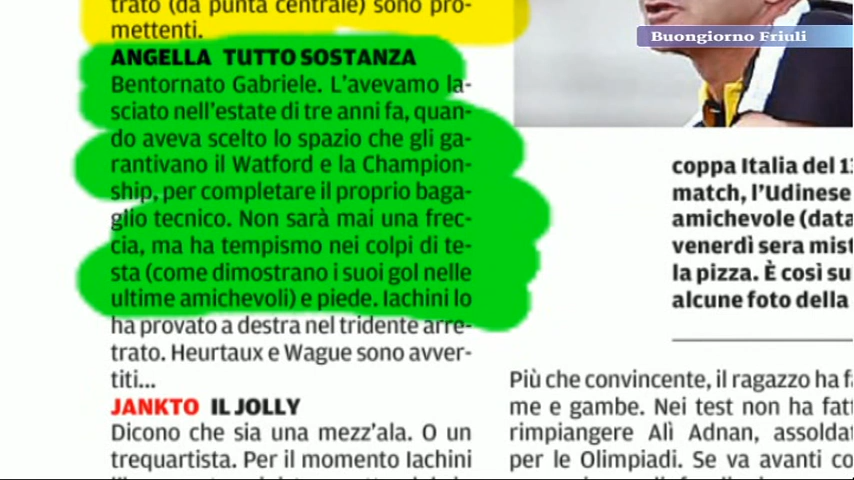 trato (da punta centrale) sono pro-
mettenti.
ANGELLA TUTTO SOSTANZA
Bentornato Gabriele. L'avevamo la-
sciato nell'estate di tre anni fa, quan-
do aveva scelto lo spazio che gli ga-
rantivano il Watford e la Champion-
ship, per completare il proprio baga-
glio tecnico. Non sarà mai una frec-
cia, ma ha tempismo nei colpi di te-
sta (come dimostrano i suoi gol nelle
ultime amichevoli) e piede. Iachini lo
ha provato a destra nel tridente arre-
trato. Heurtaux e Wague sono avver-
titi...
JANKTO IL JOLLY
Dicono che sia una mezz'ala. O un
trequartista. Per il momento Iachini
Buongiorno Friuli
coppa Italia del 13
match, l'Udinese
amichevole (data
venerdì sera mist
la pizza. È così su
alcune foto della
Più che convincente, il ragazzo ha fa
me e gambe. Nei test non ha fatt
rimpiangere Alì Adnan, assoldat
per le Olimpiadi. Se va avanti co